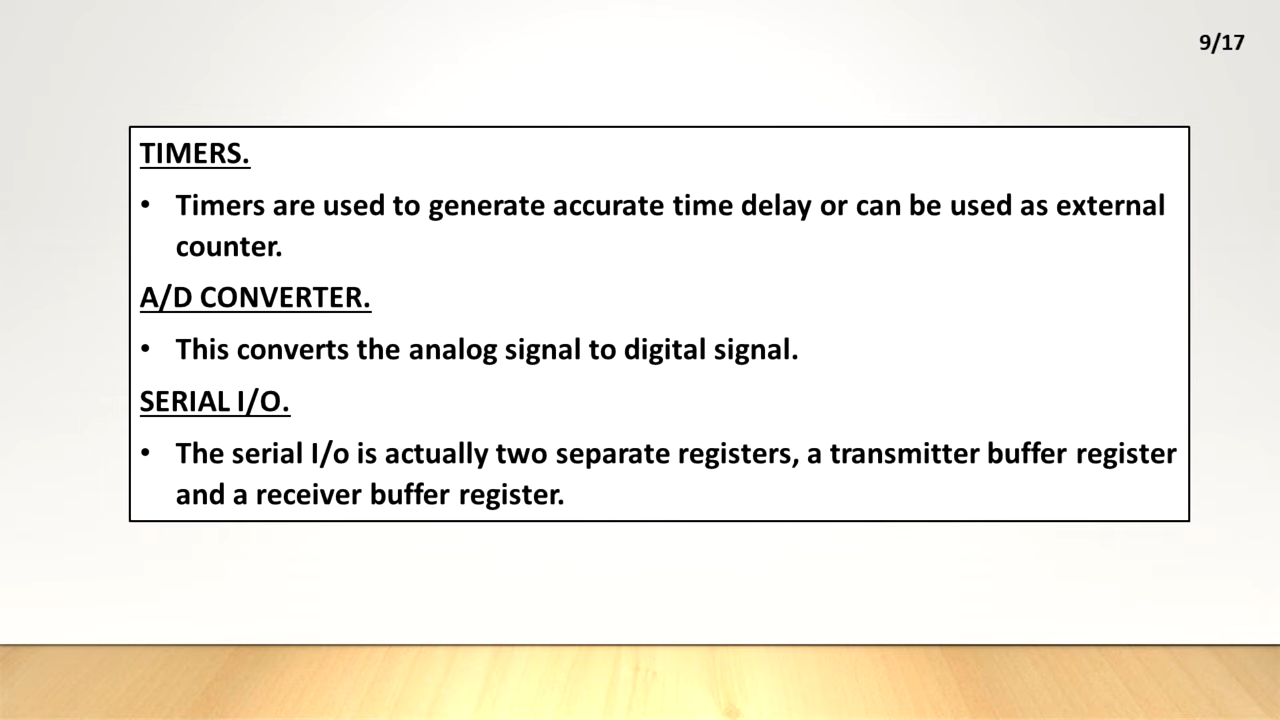 9/17
TIMERS.
• Timers are used to generate accurate time delay or can be used as external
counter.
A/D CONVERTER.
• This converts the analog signal to digital signal.
SERIAL I/O.
• The serial I/o is actually two separate registers, a transmitter buffer register
and a receiver buffer register.